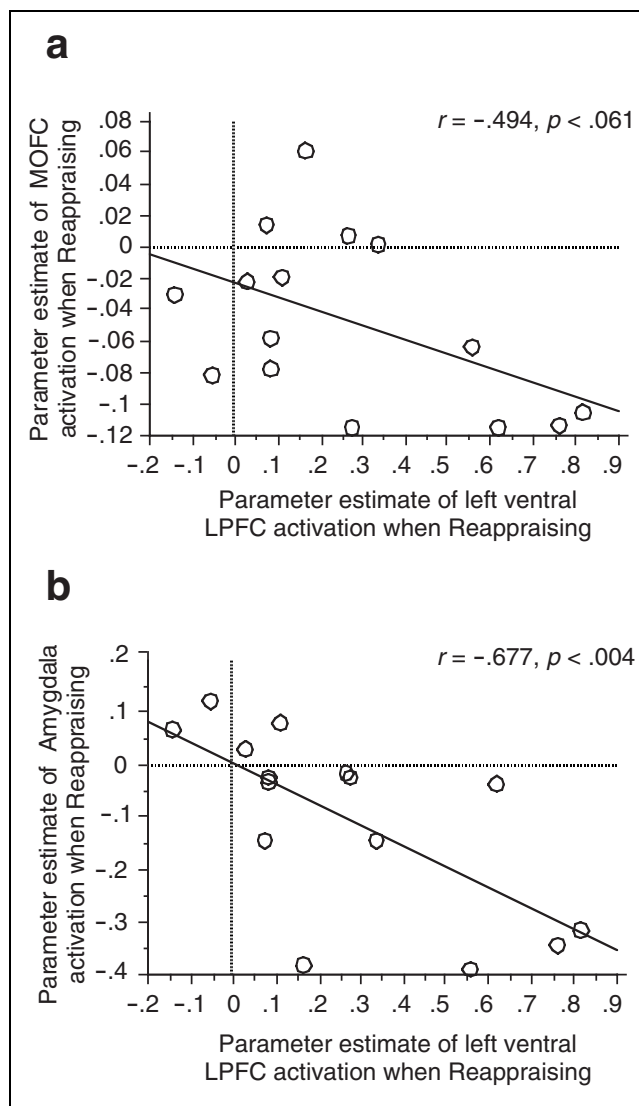 a
r = -.494, p < .061
Parameter estimate of MOFC
activation when Reappraising
.08
.06
.04
.02
0
-.02
-.04
-.06
-.08
-.1
-.12
-.2 -.1 0 .1 .2 .3 .4 .5 .6 .7 .8 .9
Parameter estimate of left ventral
LPFC activation when Reappraising
b
r = -.677, p < .004
Parameter estimate of Amygdala
activation when Reappraising
.2
.1
0
-.1
-.2
-.3
-.4
-.2 -.1 0 .1 .2 .3 .4 .5 .6 .7 .8 .9
Parameter estimate of left ventral
LPFC activation when Reappraising